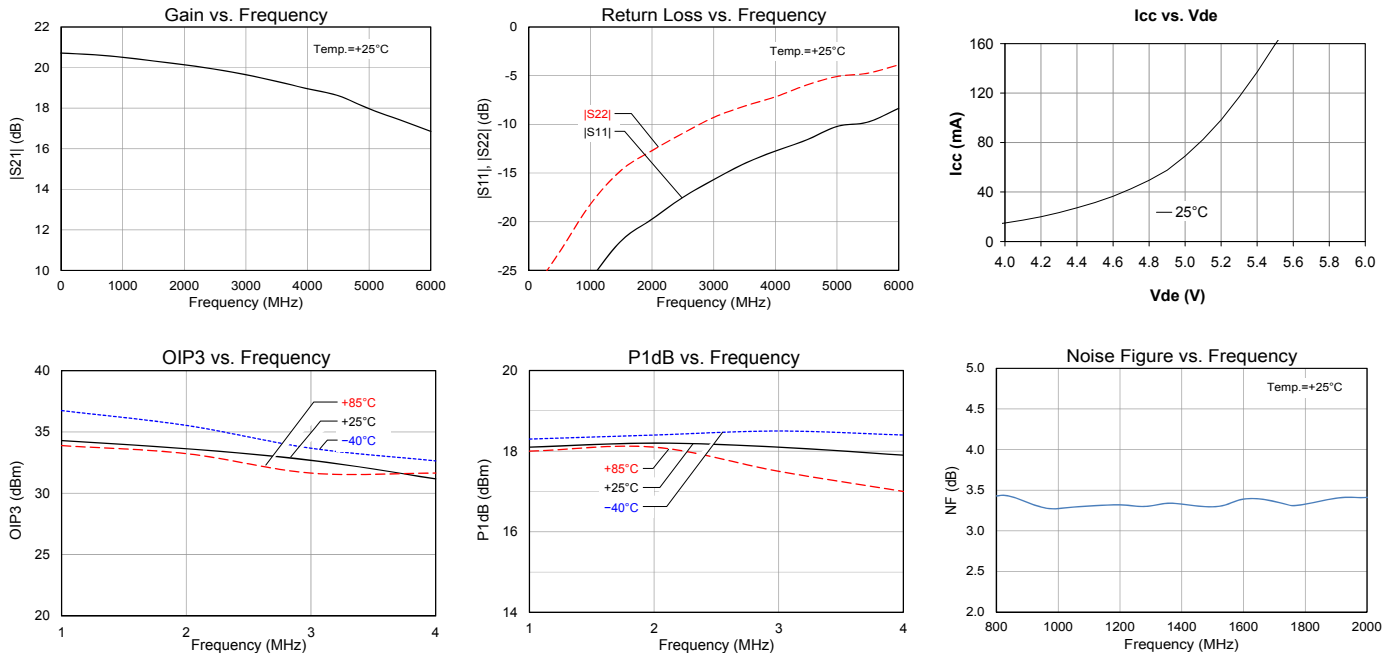 Gain vs. Frequency
|S21| (dB)
22
20
18
16
14
12
10
Temp.=+25°C
0 1000 2000 3000 4000 5000 6000
Frequency (MHz)
Return Loss vs. Frequency
|S11|, |S22| (dB)
-0
-5
-10
-15
-20
-25
Temp.=+25°C
|S22|
|S11|
0 1000 2000 3000 4000 5000 6000
Frequency (MHz)
Icc vs. Vde
Icc (mA)
160
120
80
40
0
25°C
4.0 4.2 4.4 4.6 4.8 5.0 5.2 5.4 5.6 5.8 6.0
Vde (V)
OIP3 vs. Frequency
OIP3 (dBm)
40
35
30
25
20
+85°C
+25°C
−40°C
1 2 3 4
Frequency (MHz)
P1dB vs. Frequency
P1dB (dBm)
20
18
16
14
+85°C
+25°C
−40°C
1 2 3 4
Frequency (MHz)
Noise Figure vs. Frequency
NF (dB)
5.0
4.5
4.0
3.5
3.0
2.5
2.0
Temp.=+25°C
800 1000 1200 1400 1600 1800 2000
Frequency (MHz)